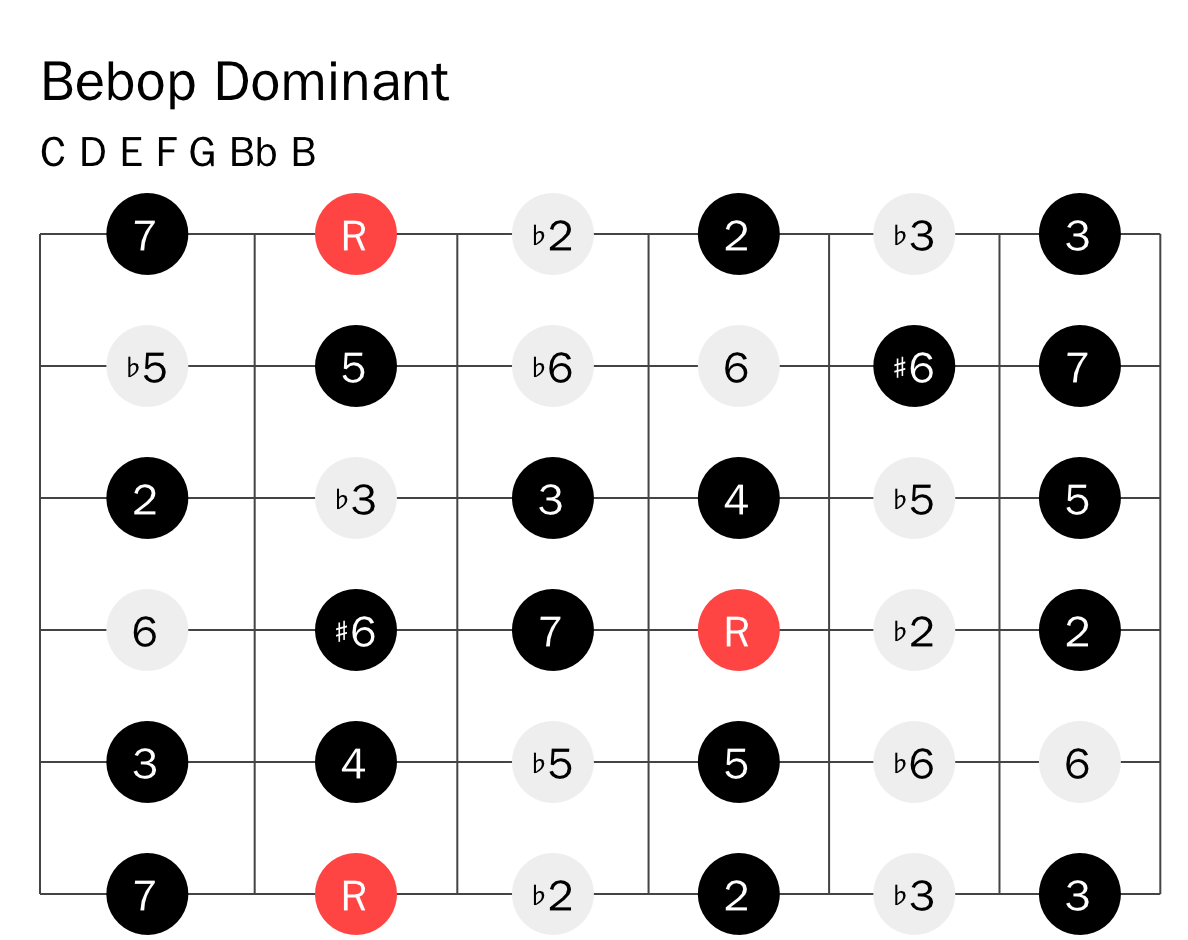 Bebop Dominant
C D E F G Bb B
7 R ♭2 2 ♭3 3
♭5 5 ♭6 6 ♯6 7
2 ♭3 3 4 ♭5 5
6 ♯6 7 R ♭2 2
3 4 ♭5 5 ♭6 6
7 R ♭2 2 ♭3 3